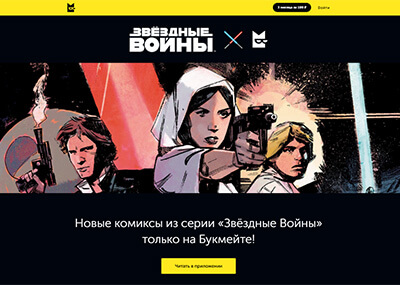 3 месяца за 199 ₽
Войти
ЗВЁЗДНЫЕ
ВОЙНЫ
Новые комиксы из серии «Звёздные Войны»
только на Букмейте!
Читать в приложении